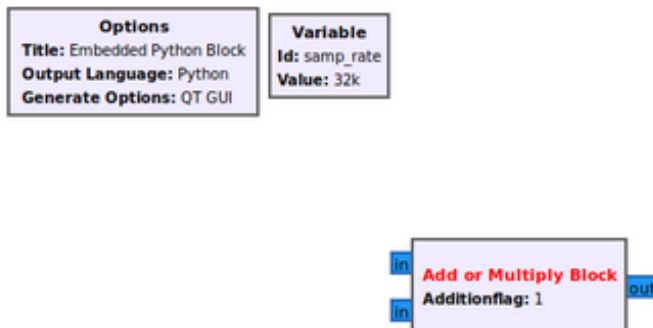 Options
Title: Embedded Python Block
Output Language: Python
Generate Options: QT GUI
Variable
Id: samp_rate
Value: 32k
in
Add or Multiply Block
out
Additionflag: 1
in